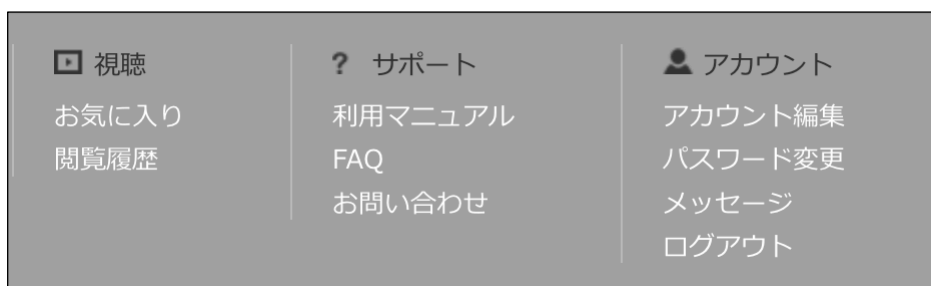 視聴
お気に入り
閲覧履歴
? サポート
利用マニュアル
FAQ
お問い合わせ
アカウント
アカウント編集
パスワード変更
メッセージ
ログアウト